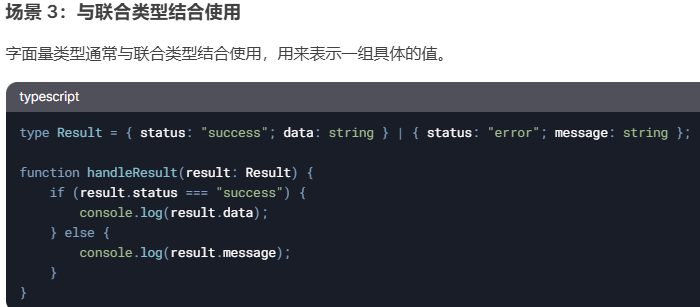 场景 3：与联合类型结合使用
字面量类型通常与联合类型结合使用，用来表示一组具体的值。
typescript
type Result = { status: "success"; data: string } | { status: "error"; message: string };
function handleResult(result: Result) {
    if (result.status === "success") {
        console.log(result.data);
    } else {
        console.log(result.message);
    }
}